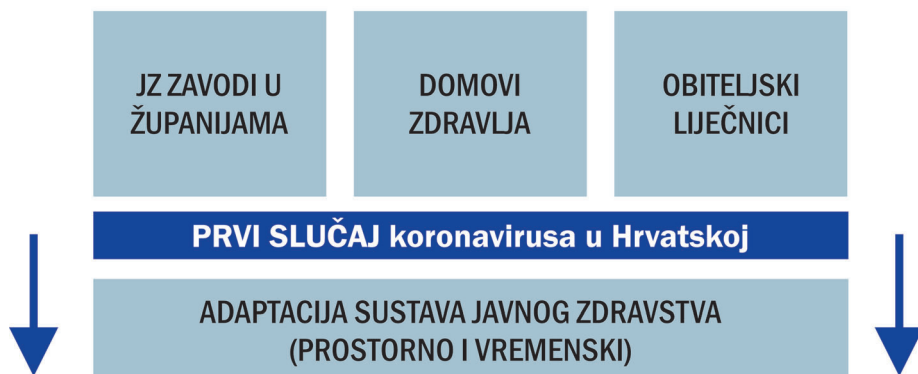 JZ ZAVODI U
ŽUPANIJAMA
DOMOVI
ZDRAVLJA
OBITELJSKI
LIJEČNICI
PRVI SLUČAJ koronavirusa u Hrvatskoj
ADAPTACIJA SUSTAVA JAVNOG ZDRAVSTVA
(PROSTORNO I VREMENSKI)